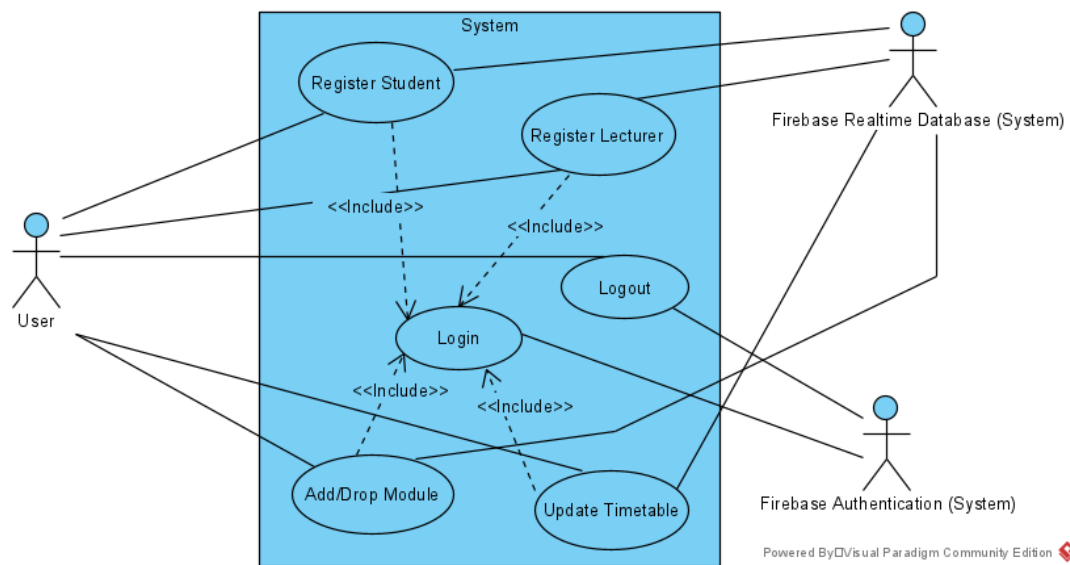 System
Register Student
Firebase Realtime Database (System)
Register Lecturer
<<Include>>
<<Include>>
Logout
User
Login
<<Include>>
<<Include>>
Add/Drop Module
Update Timetable
Firebase Authentication (System)
Powered By□Visual Paradigm Community Edition